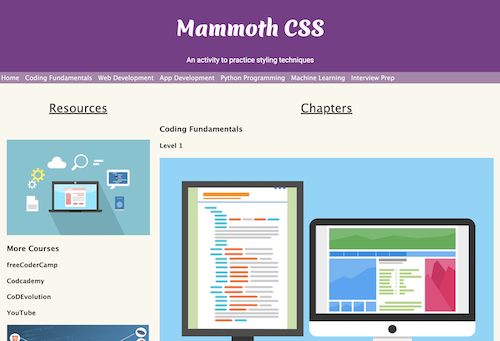 Mammoth CSS
An activity to practice styling techniques
Home Coding Fundamentals Web Development App Development Python Programming Machine Learning Interview Prep
Resources
More Courses
freeCoderCamp
Codcademy
CoDEvolution
YouTube
Chapters
Coding Fundamentals
Level 1